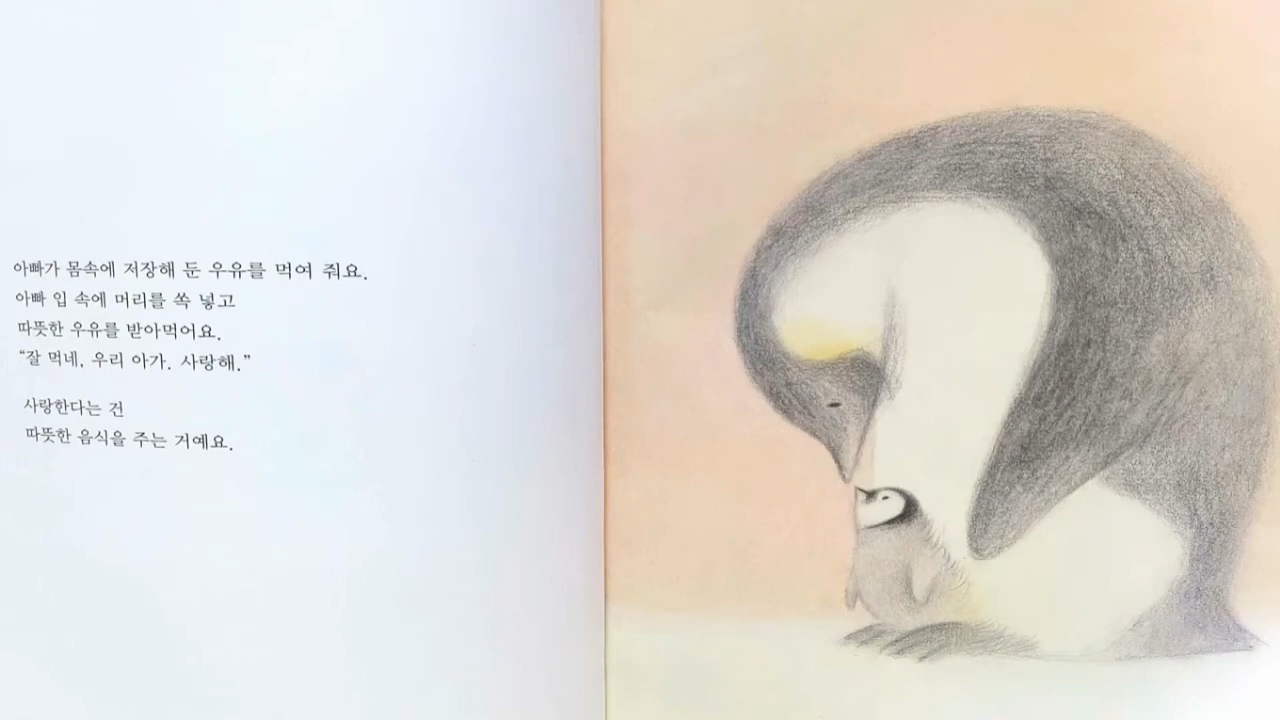 아빠가 몸속에 저장해 둔 우유를 먹여 줘요.
아빠 입 속에 머리를 쏙 넣고
따뜻한 우유를 받아먹어요.
“잘 먹네, 우리 아가. 사랑해.”
사랑한다는 건
따뜻한 음식을 주는 거예요.